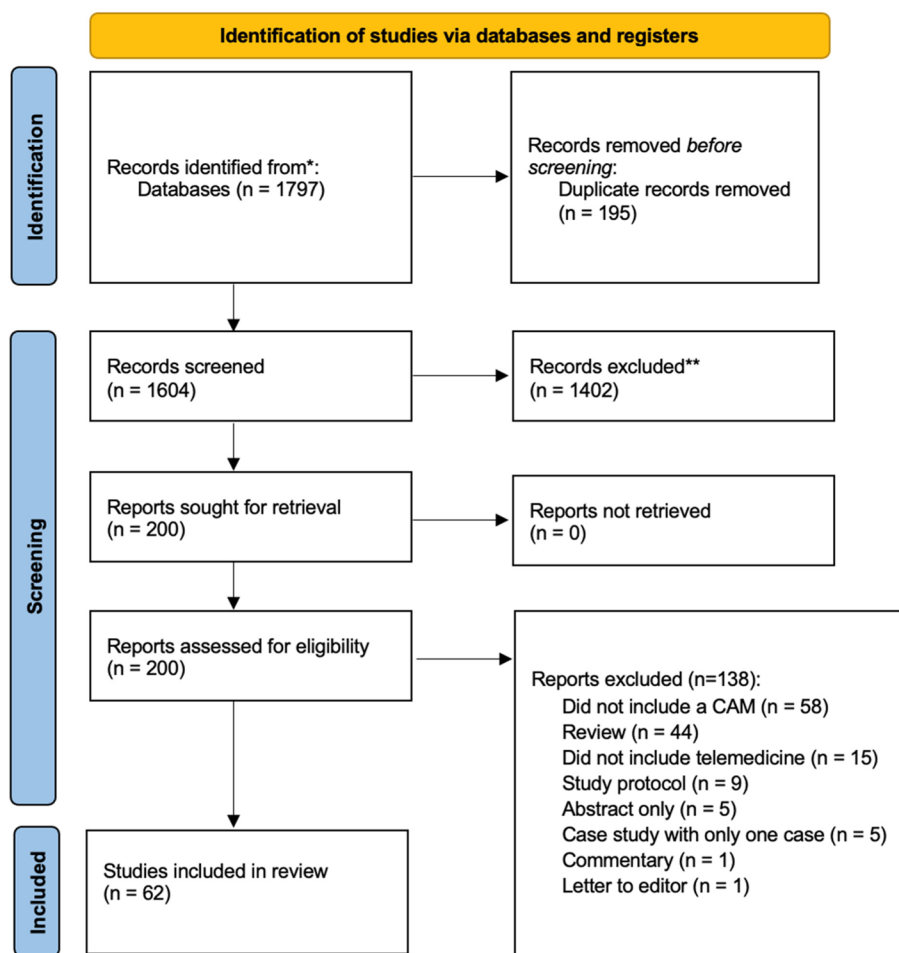 Identification of studies via databases and registers
Identification
Records identified from*:
Databases (n = 1797)
Records removed before
screening:
Duplicate records removed
(n = 195)
Screening
Records screened
(n = 1604)
Records excluded**
(n = 1402)
Reports sought for retrieval
(n = 200)
Reports not retrieved
(n = 0)
Reports assessed for eligibility
(n = 200)
Reports excluded (n=138):
Did not include a CAM (n = 58)
Review (n = 44)
Did not include telemedicine (n = 15)
Study protocol (n = 9)
Abstract only (n = 5)
Case study with only one case (n = 5)
Commentary (n = 1)
Letter to editor (n = 1)
Included
Studies included in review
(n = 62)